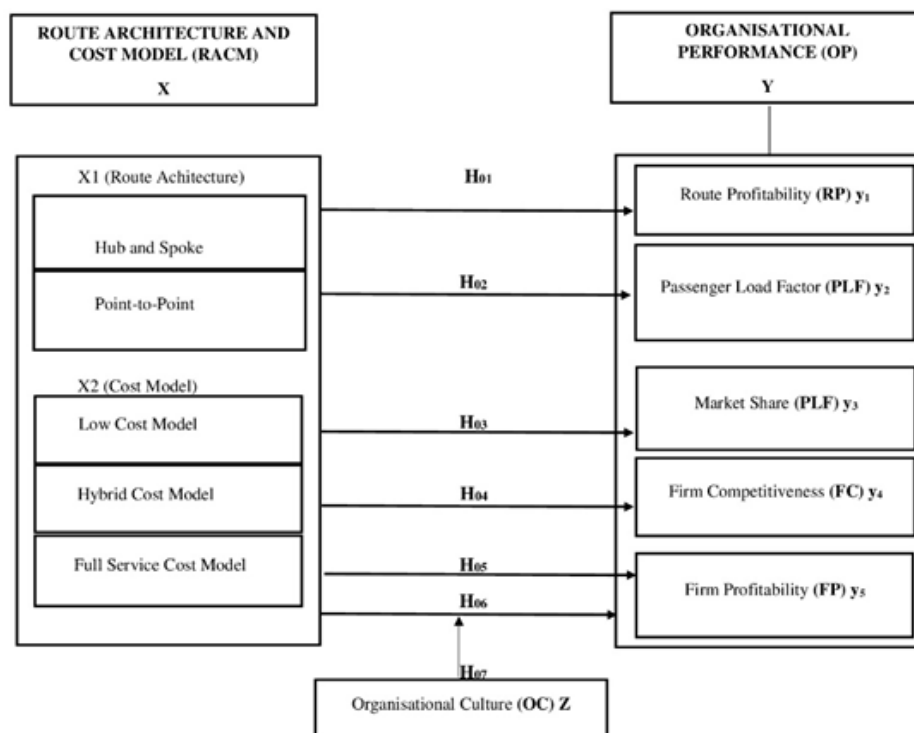 ROUTE ARCHITECTURE AND
COST MODEL (RACM)
X
ORGANISATIONAL
PERFORMANCE (OP)
Y
X1 (Route Achitecture)
Hub and Spoke
Point-to-Point
X2 (Cost Model)
Low Cost Model
Hybrid Cost Model
Full Service Cost Model
H01
H02
H03
H04
H05
H06
H07
Route Profitability (RP) y1
Passenger Load Factor (PLF) y2
Market Share (PLF) y3
Firm Competitiveness (FC) y4
Firm Profitability (FP) y5
Organisational Culture (OC) Z